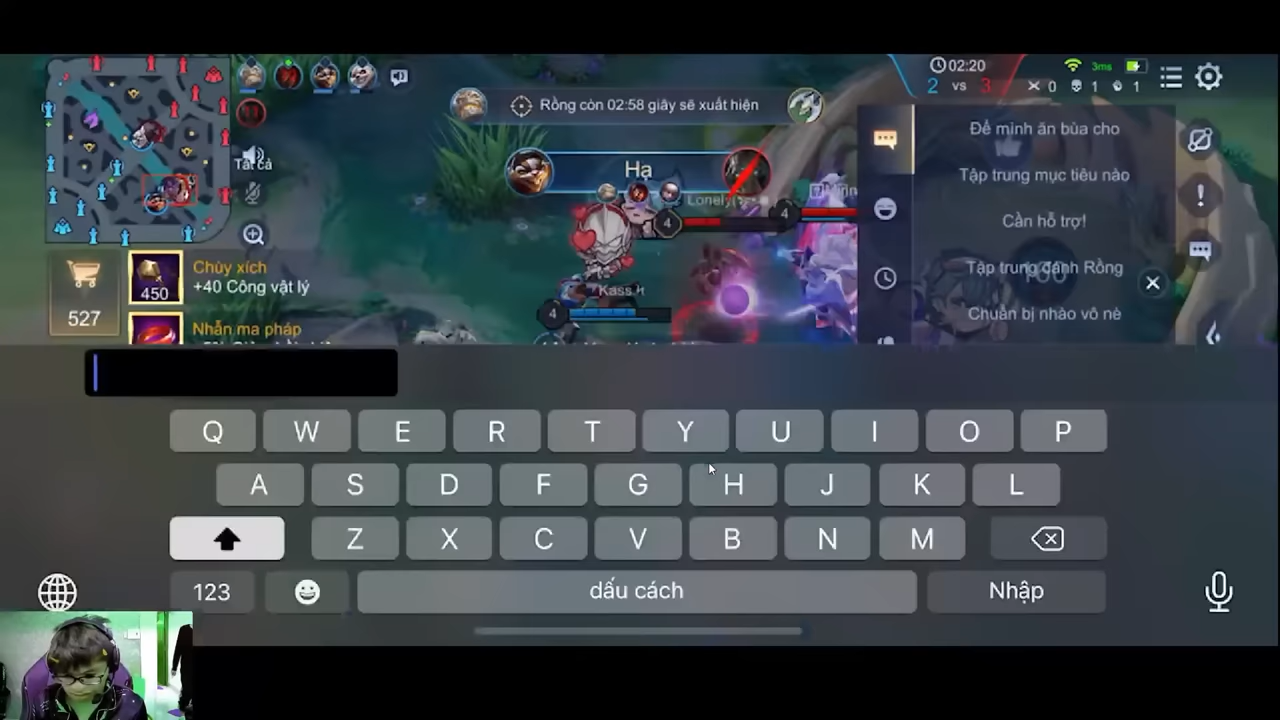 02:20
3ms
2 vs 3
0
1
1
Rồng còn 02:58 giây sẽ xuất hiện
Tất cả
Hạ
Để mình ăn bùa cho
Tập trung mục tiêu nào
Cần hỗ trợ!
Tập trung đánh Rồng
Chuẩn bị nhào vô nè
4
4
Kass
4
527
450
Chùy xích
+40 Công vật lý
Nhẫn ma pháp
Q W E R T Y U I O P
A S D F G H J K L
Z X C V B N M
123
dấu cách
Nhập